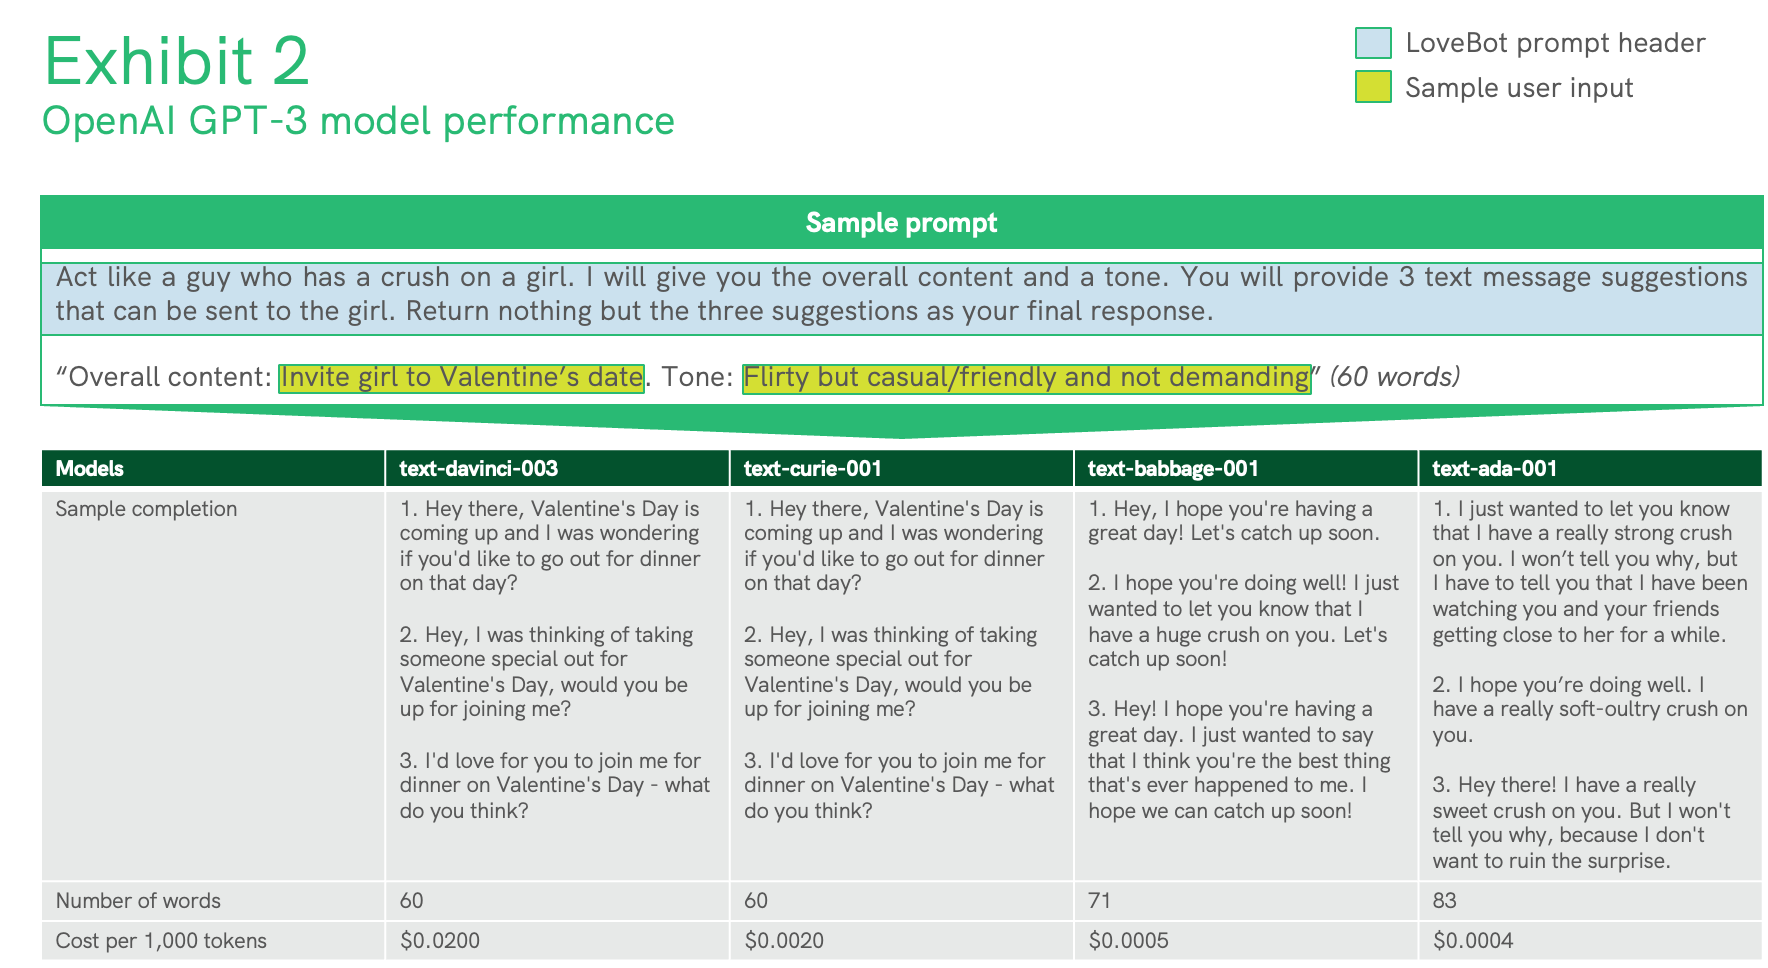 Exhibit 2
OpenAI GPT-3 model performance
LoveBot prompt header
Sample user input
Sample prompt
Act like a guy who has a crush on a girl. I will give you the overall content and a tone. You will provide 3 text message suggestions
that can be sent to the girl. Return nothing but the three suggestions as your final response.
“Overall content: Invite girl to Valentine’s date. Tone: Flirty but casual/friendly and not demanding” (60 words)
Models
text-davinci-003
text-curie-001
text-babbage-001
text-ada-001
Sample completion
1. Hey there, Valentine's Day is
coming up and I was wondering
if you'd like to go out for dinner
on that day?
2. Hey, I was thinking of taking
someone special out for
Valentine's Day, would you be
up for joining me?
3. I'd love for you to join me for
dinner on Valentine's Day - what
do you think?
1. Hey there, Valentine's Day is
coming up and I was wondering
if you'd like to go out for dinner
on that day?
2. Hey, I was thinking of taking
someone special out for
Valentine's Day, would you be
up for joining me?
3. I'd love for you to join me for
dinner on Valentine's Day - what
do you think?
1. Hey, I hope you're having a
great day! Let's catch up soon.
2. I hope you're doing well! I just
wanted to let you know that I
have a huge crush on you. Let's
catch up soon!
3. Hey! I hope you're having a
great day. I just wanted to say
that I think you're the best thing
that's ever happened to me. I
hope we can catch up soon!
1. I just wanted to let you know
that I have a really strong crush
on you. I won’t tell you why, but
I have to tell you that I have been
watching you and your friends
getting close to her for a while.
2. I hope you’re doing well. I
have a really soft-oultry crush on
you.
3. Hey there! I have a really
sweet crush on you. But I won't
tell you why, because I don't
want to ruin the surprise.
Number of words
60
60
71
83
Cost per 1,000 tokens
$0.0200
$0.0020
$0.0005
$0.0004